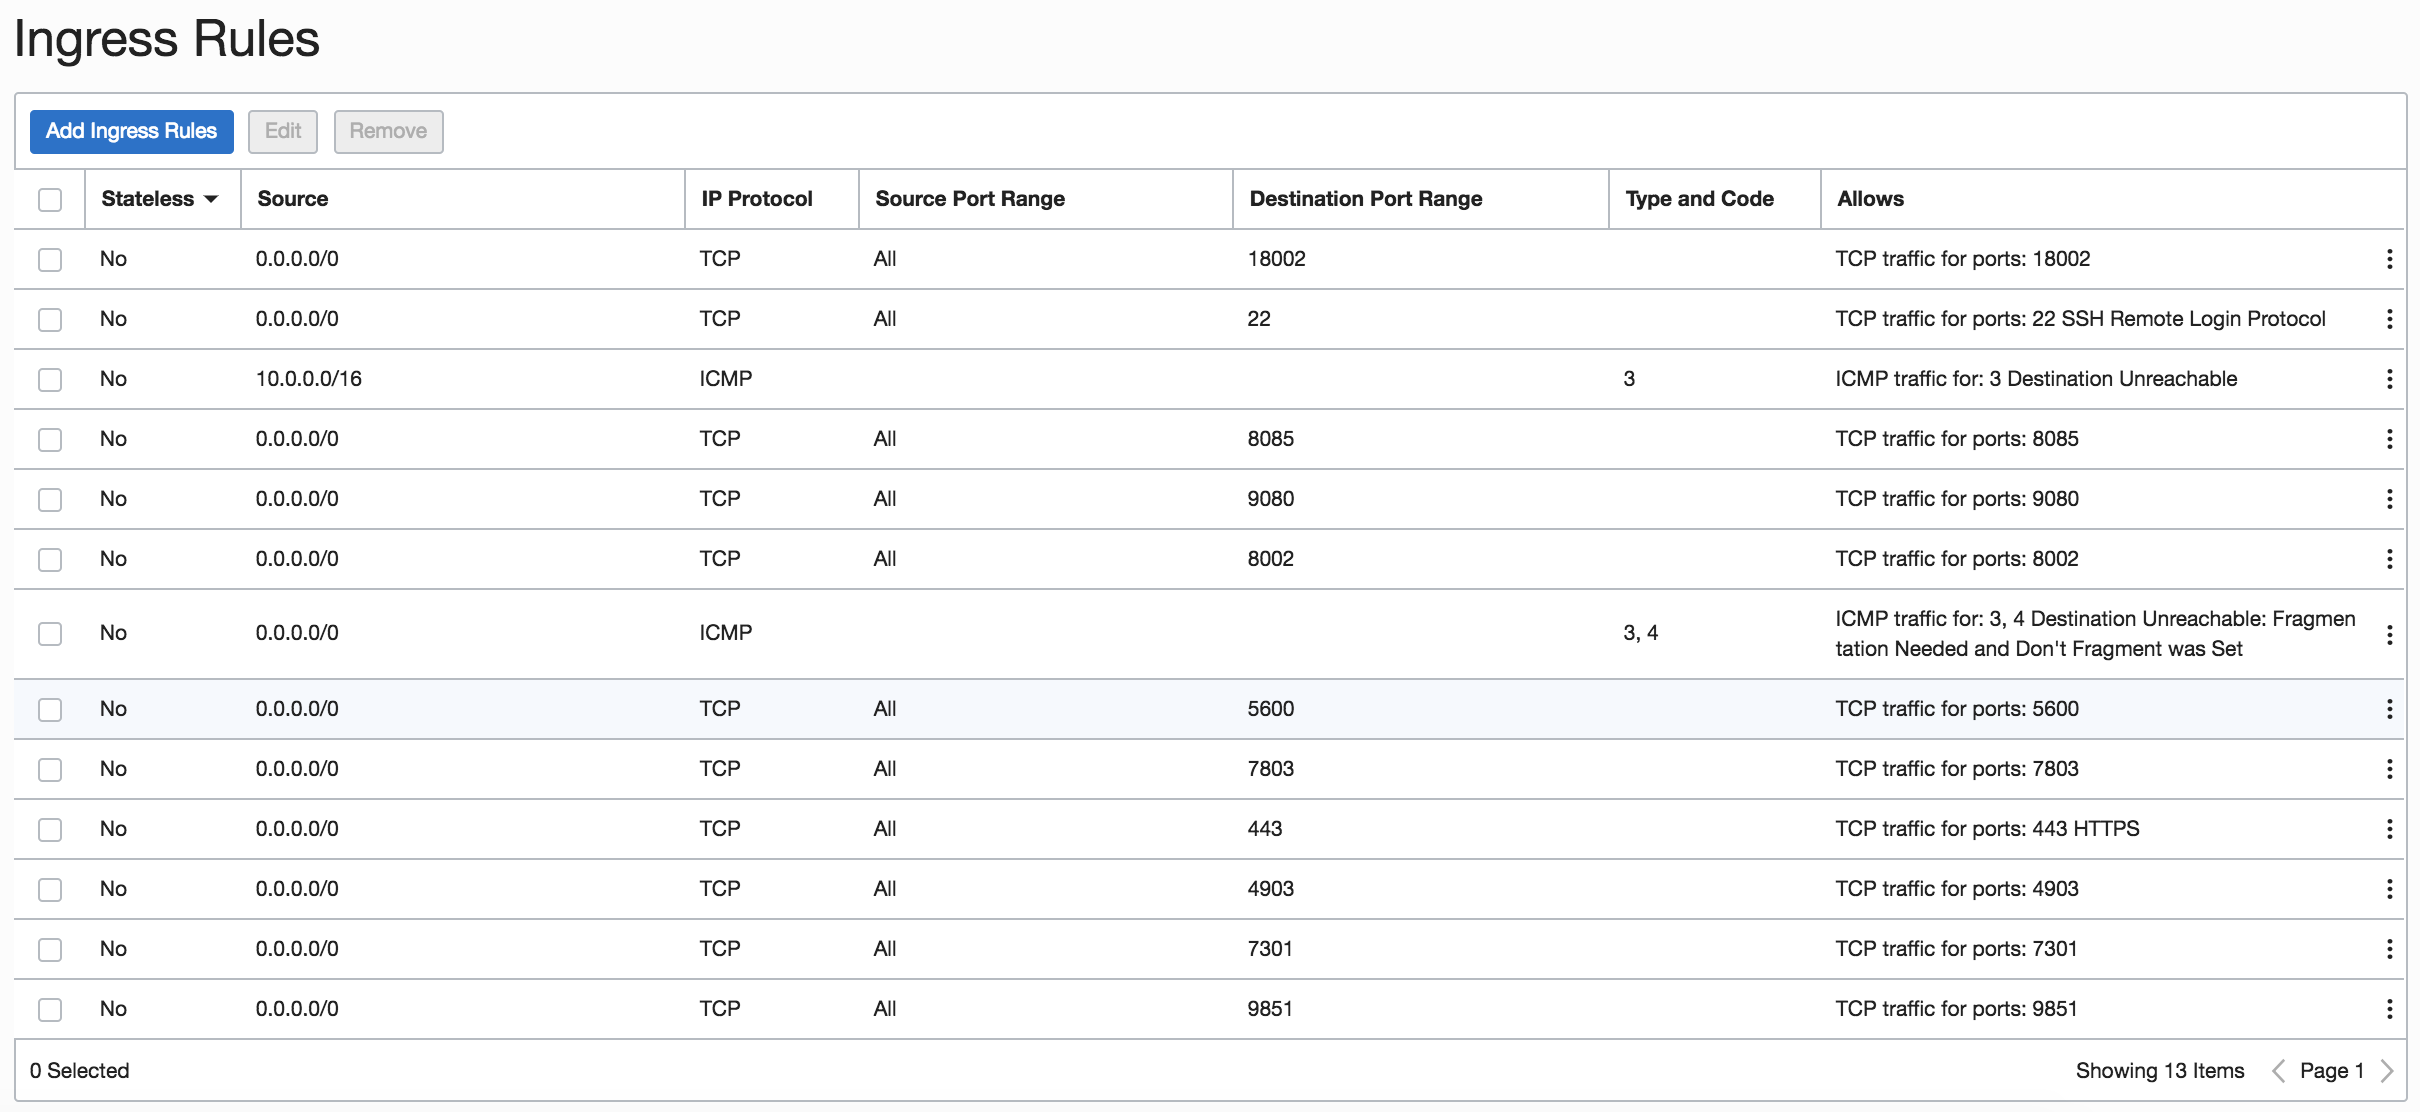 Ingress Rules
Add Ingress Rules Edit Remove
Stateless Source IP Protocol Source Port Range Destination Port Range Type and Code Allows
No 0.0.0.0/0 TCP All 18002 TCP traffic for ports: 18002
No 0.0.0.0/0 TCP All 22 TCP traffic for ports: 22 SSH Remote Login Protocol
No 10.0.0.0/16 ICMP 3 ICMP traffic for: 3 Destination Unreachable
No 0.0.0.0/0 TCP All 8085 TCP traffic for ports: 8085
No 0.0.0.0/0 TCP All 9080 TCP traffic for ports: 9080
No 0.0.0.0/0 TCP All 8002 TCP traffic for ports: 8002
No 0.0.0.0/0 ICMP 3, 4 ICMP traffic for: 3, 4 Destination Unreachable: Fragmen
tation Needed and Don't Fragment was Set
No 0.0.0.0/0 TCP All 5600 TCP traffic for ports: 5600
No 0.0.0.0/0 TCP All 7803 TCP traffic for ports: 7803
No 0.0.0.0/0 TCP All 443 TCP traffic for ports: 443 HTTPS
No 0.0.0.0/0 TCP All 4903 TCP traffic for ports: 4903
No 0.0.0.0/0 TCP All 7301 TCP traffic for ports: 7301
No 0.0.0.0/0 TCP All 9851 TCP traffic for ports: 9851
0 Selected Showing 13 Items Page 1